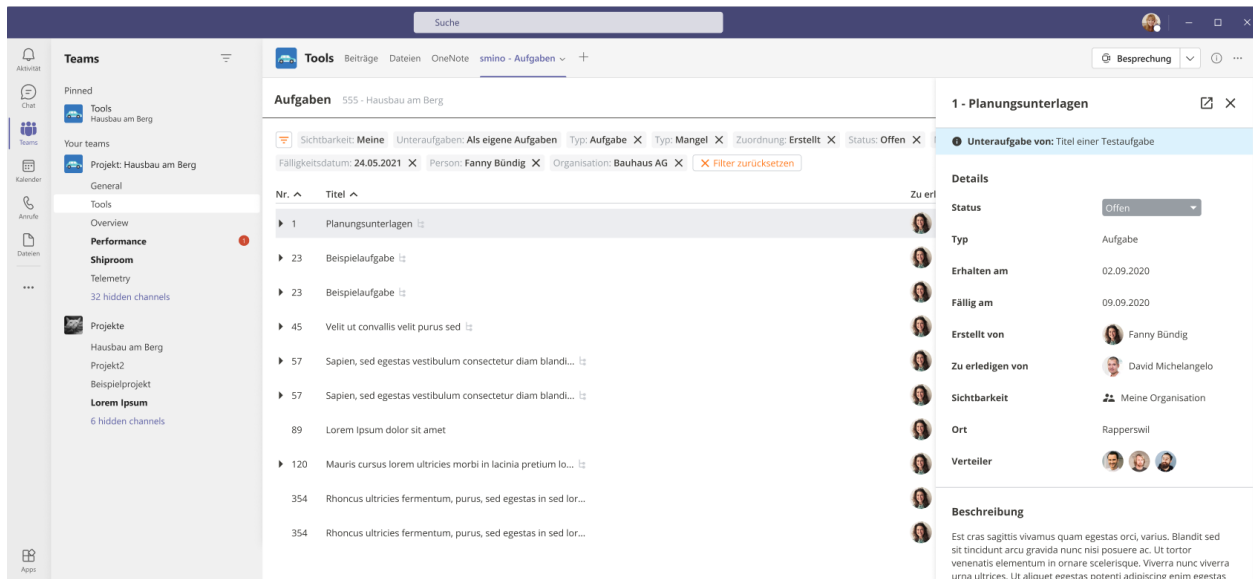 Suche
Aktivität
Chat
Teams
Kalender
Anrufe
Dateien
Apps
Teams
Pinned
Tools
Hausbau am Berg
Your teams
Projekt: Hausbau am Berg
General
Tools
Overview
Performance 1
Shiproom
Telemetry
32 hidden channels
Projekte
Hausbau am Berg
Projekt2
Beispielprojekt
Lorem Ipsum
6 hidden channels
Tools Beiträge Dateien OneNote smino - Aufgaben
Besprechung
Aufgaben 555 - Hausbau am Berg
Sichtbarkeit: Meine Unteraufgaben: Als eigene Aufgaben Typ: Aufgabe Typ: Mangel Zuordnung: Erstellt Status: Offen
Fälligkeitsdatum: 24.05.2021 Person: Fanny Bündig Organisation: Bauhaus AG Filter zurücksetzen
Nr. Titel Zu erl
1 Planungsunterlagen
23 Beispielaufgabe
23 Beispielaufgabe
45 Velit ut convallis velit purus sed
57 Sapien, sed egestas vestibulum consectetur diam blandi...
57 Sapien, sed egestas vestibulum consectetur diam blandi...
89 Lorem Ipsum dolor sit amet
120 Mauris cursus lorem ultricies morbi in lacinia pretium lo...
354 Rhoncus ultricies fermentum, purus, sed egestas in sed lor...
354 Rhoncus ultricies fermentum, purus, sed egestas in sed lor...
1 - Planungsunterlagen
Unteraufgabe von: Titel einer Testaufgabe
Details
Status Offen
Typ Aufgabe
Erhalten am 02.09.2020
Fällig am 09.09.2020
Erstellt von Fanny Bündig
Zu erledigen von David Michelangelo
Sichtbarkeit Meine Organisation
Ort Rapperswil
Verteiler
Beschreibung
Est cras sagittis vivamus quam egestas orci, varius. Blandit sed
sit tincidunt arcu gravida nunc nisi posuere ac. Ut tortor
venenatis elementum in ornare scelerisque. Viverra nunc viverra
urna ultrices. Ut aliquet egestas potenti adipiscing enim egestas